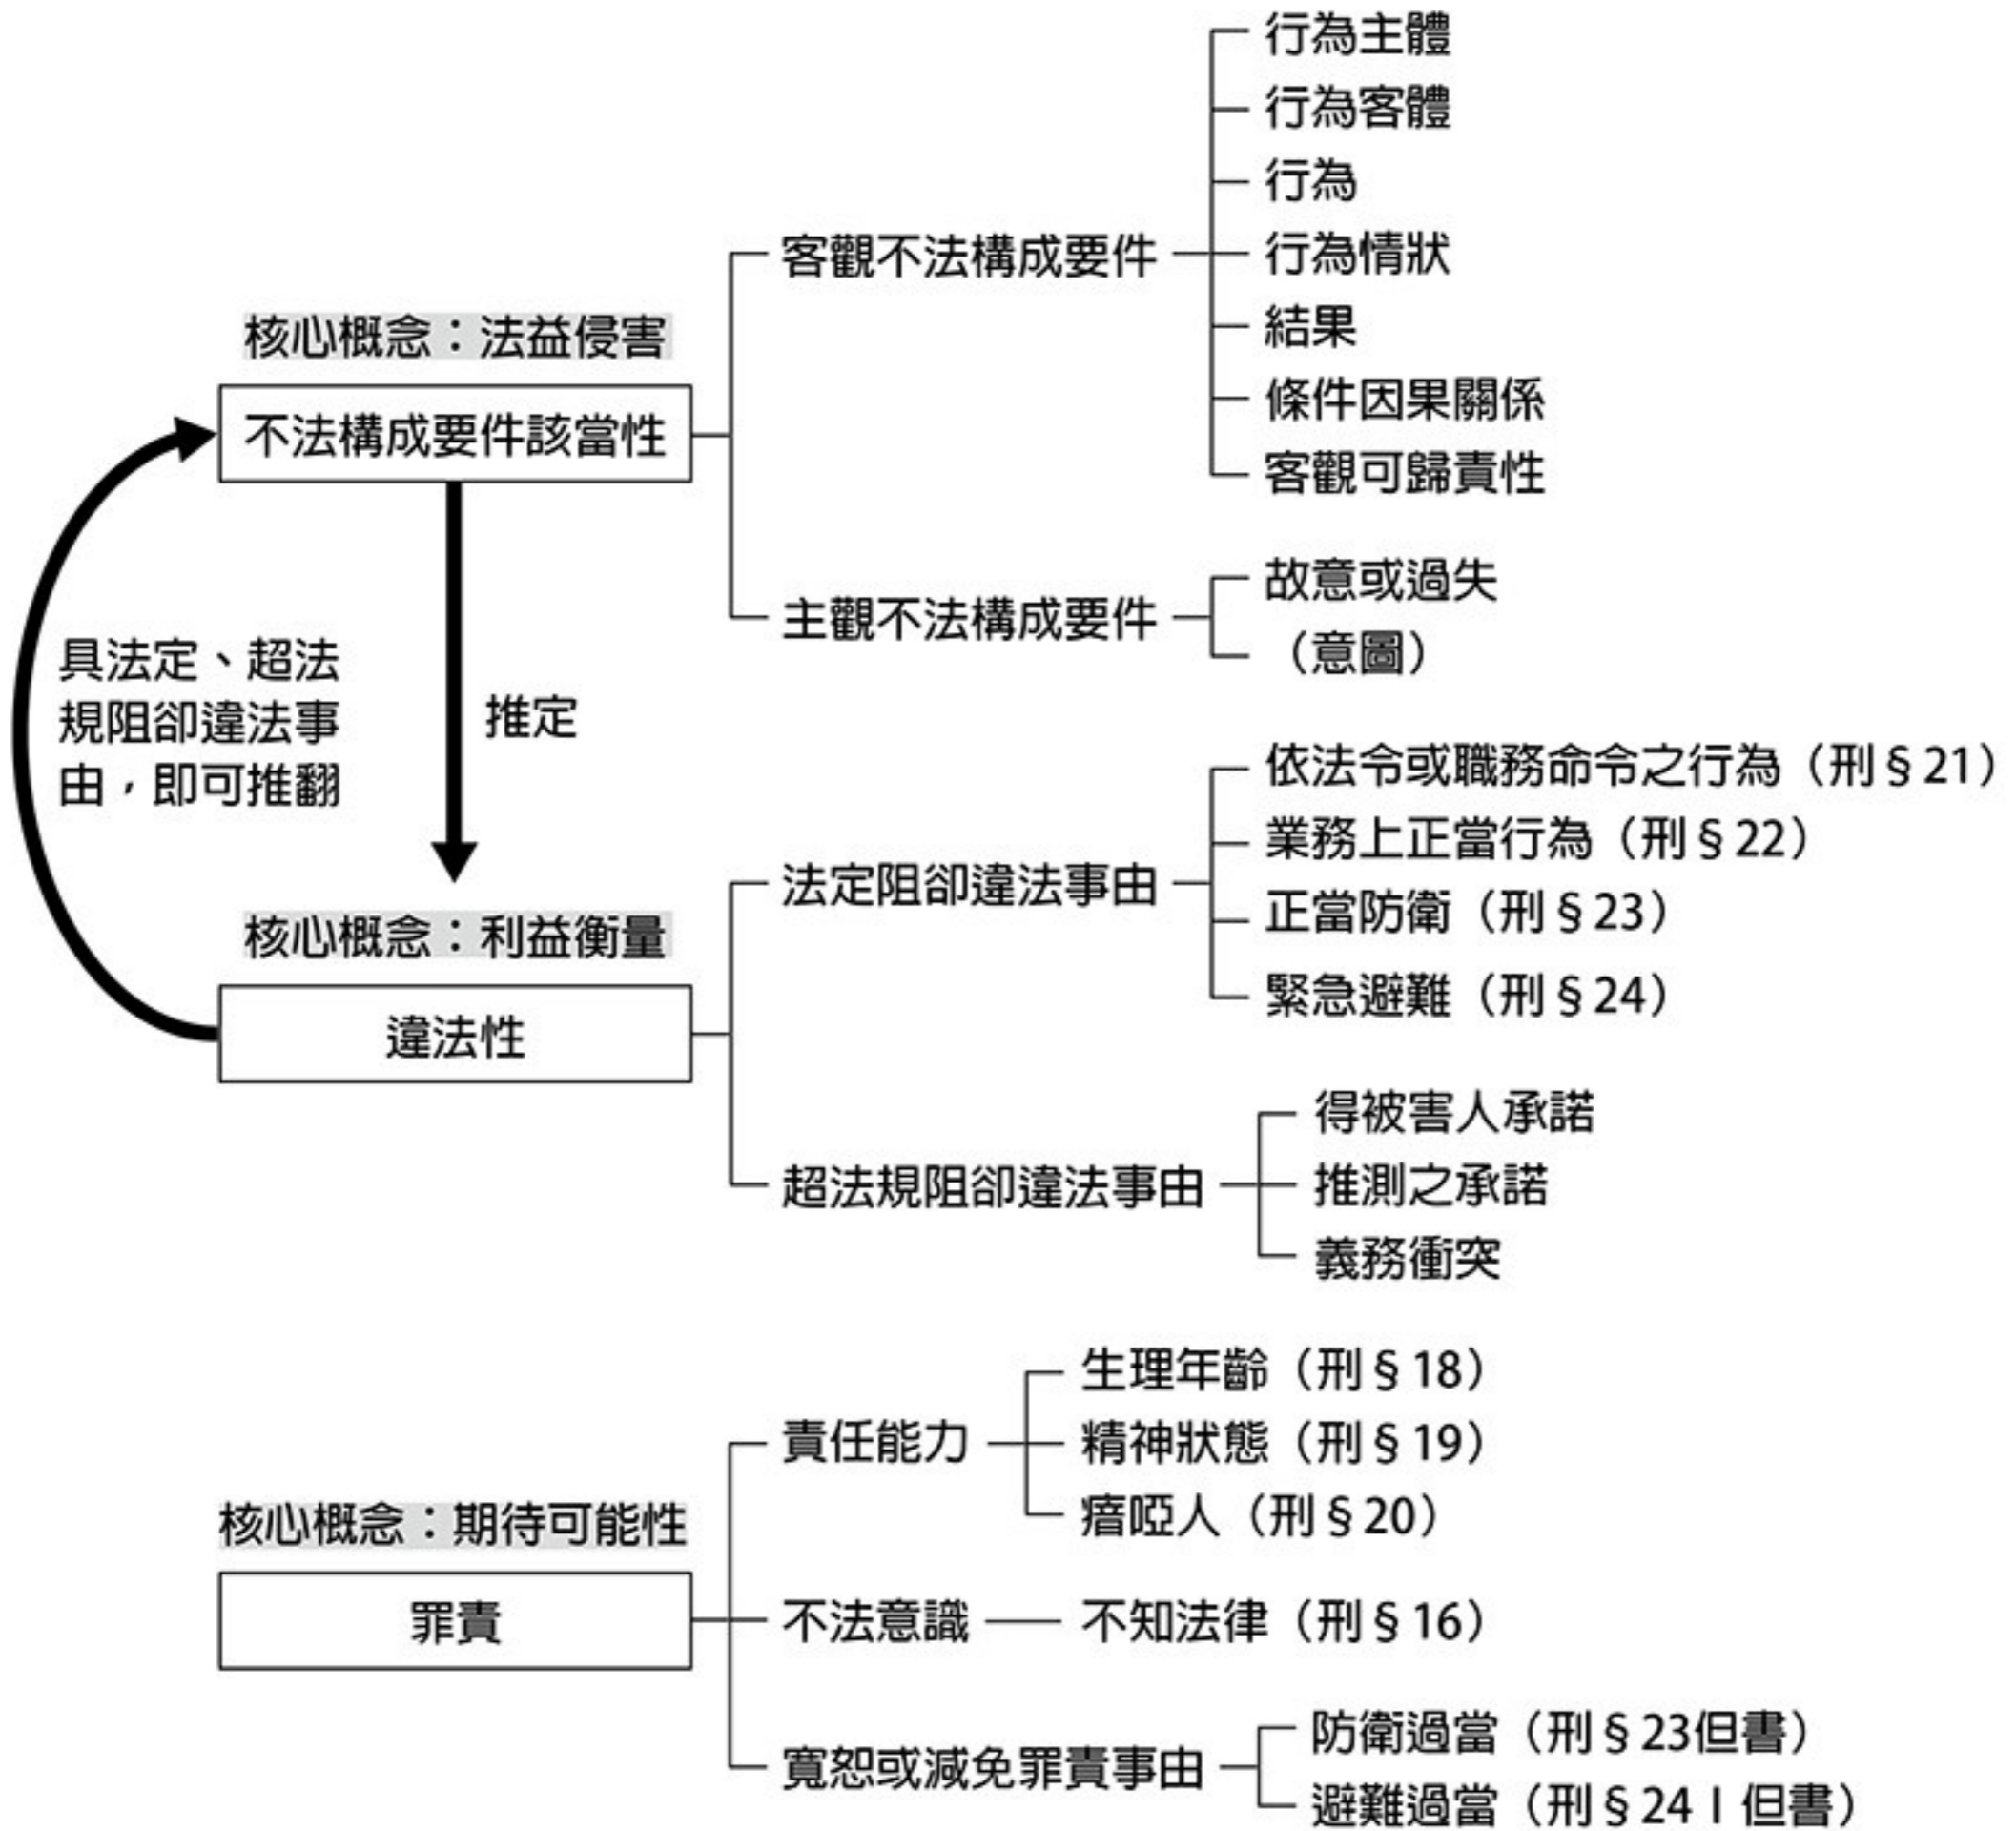 行為主體
行為客體
行為
客觀不法構成要件
行為情狀
核心概念：法益侵害
結果
條件因果關係
不法構成要件該當性
客觀可歸責性
故意或過失
主觀不法構成要件
（意圖）
具法定、超法
規阻卻違法事
由，即可推翻
推定
依法令或職務命令之行為（刑§21）
業務上正當行為（刑§22）
法定阻卻違法事由
正當防衛（刑§23）
核心概念：利益衡量
緊急避難（刑§24）
違法性
得被害人承諾
超法規阻卻違法事由
推測之承諾
義務衝突
生理年齡（刑§18）
責任能力
精神狀態（刑§19）
瘖啞人（刑§20）
核心概念：期待可能性
罪責
不法意識
不知法律（刑§16）
防衛過當（刑§23但書）
寬恕或減免罪責事由
避難過當（刑§24Ⅰ但書）